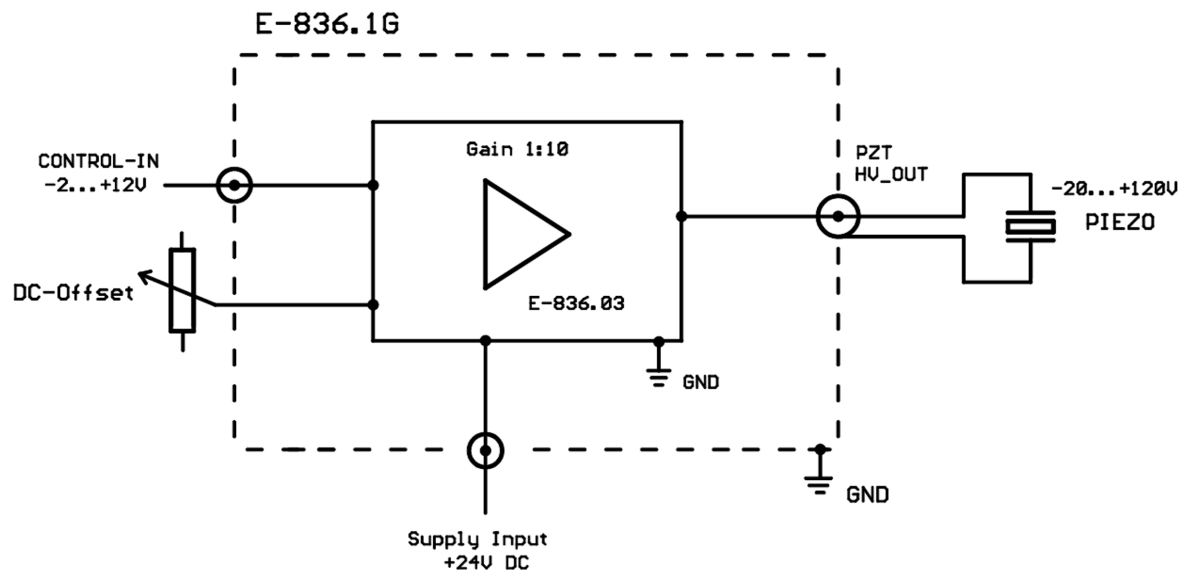 E-836.1G
Gain 1:10
CONTROL-IN
-2...+12V
PZT
HV_OUT
-20...+120V
PIEZO
DC-Offset
E-836.03
GND
GND
Supply Input
+24V DC